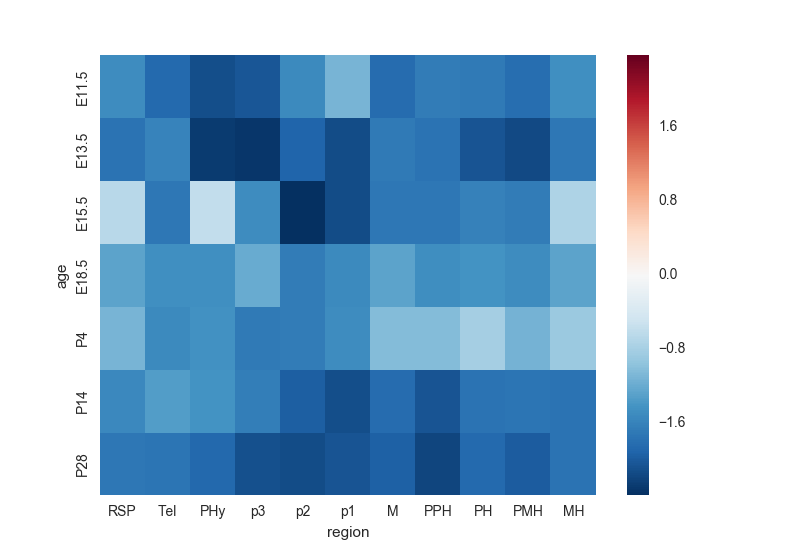 age
E11.5
E13.5
E15.5
E18.5
P4
P14
P28
RSP Tel PHy p3 p2 p1 M PPH PH PMH MH
region
1.6
0.8
0.0
−0.8
−1.6